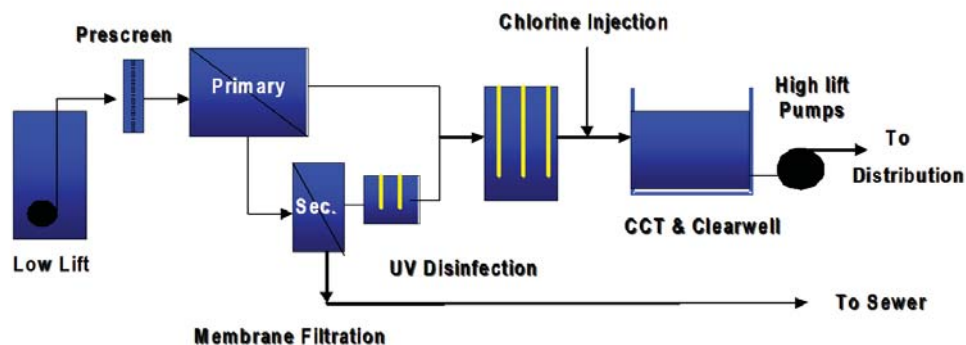 Chlorine Injection
Prescreen
Primary
High lift
Pumps
To
Distribution
Sec.
CCT & Clearwell
Low Lift
UV Disinfection
To Sewer
Membrane Filtration